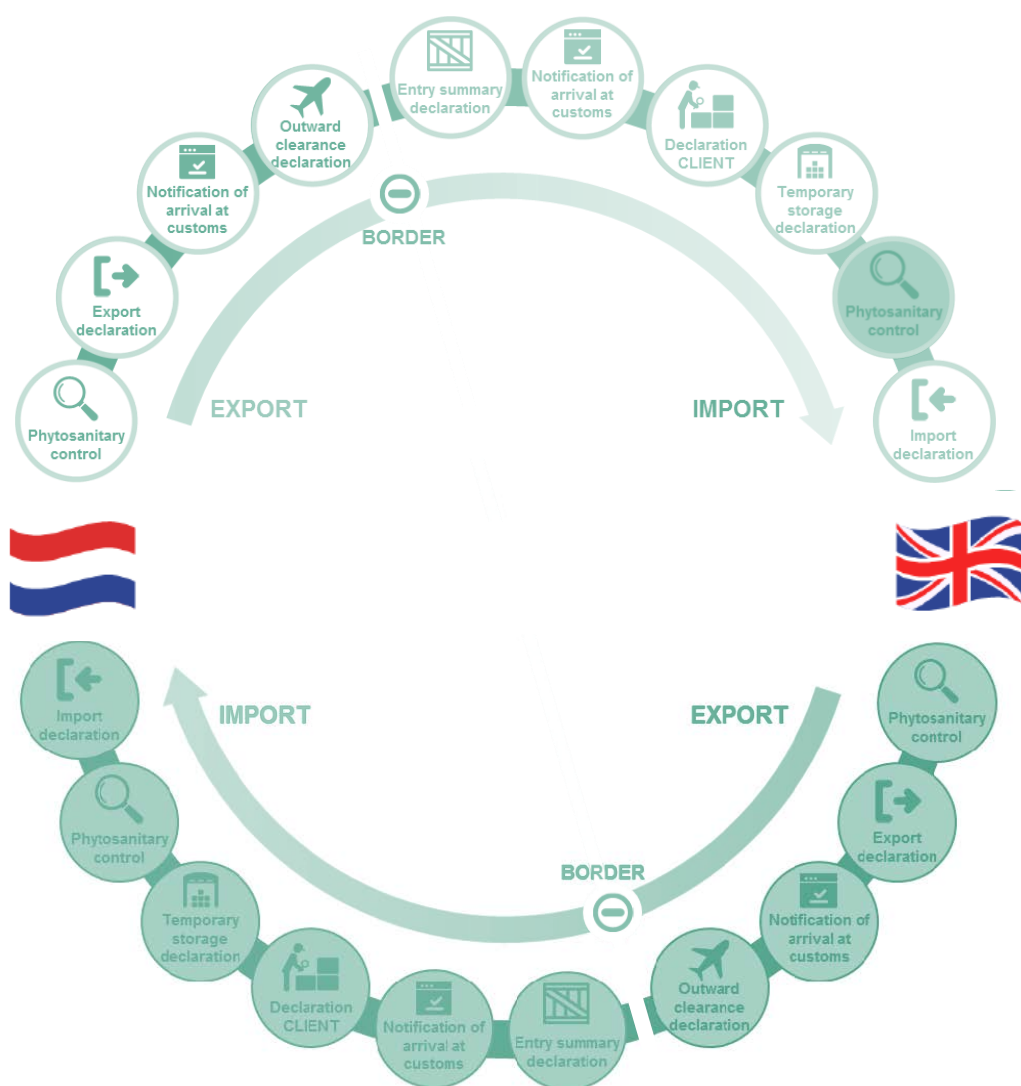 Entry summary
declaration
Notification of
arrival at
customs
Outward
clearance
declaration
Declaration
CLIENT
Notification of
arrival at
customs
Temporary
storage
declaration
BORDER
Export
declaration
Phytosanitary
control
EXPORT
IMPORT
Phytosanitary
control
Import
declaration
Import
declaration
IMPORT
EXPORT
Phytosanitary
control
Phytosanitary
control
Export
declaration
BORDER
Temporary
storage
declaration
Notification of
arrival at
customs
Declaration
CLIENT
Outward
clearance
declaration
Notification of
arrival at
customs
Entry summary
declaration